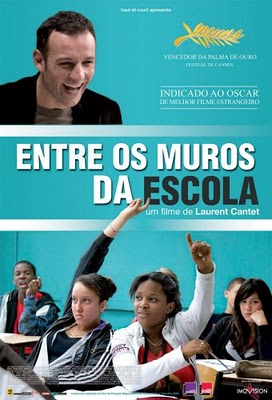 haut et court apresenta
VENCEDOR DA PALMA DE OURO
FESTIVAL DE CANNES
INDICADO AO OSCAR
DE MELHOR FILME ESTRANGEIRO
ENTRE OS MUROS
DA ESCOLA
um filme de Laurent Cantet
IMOVISION